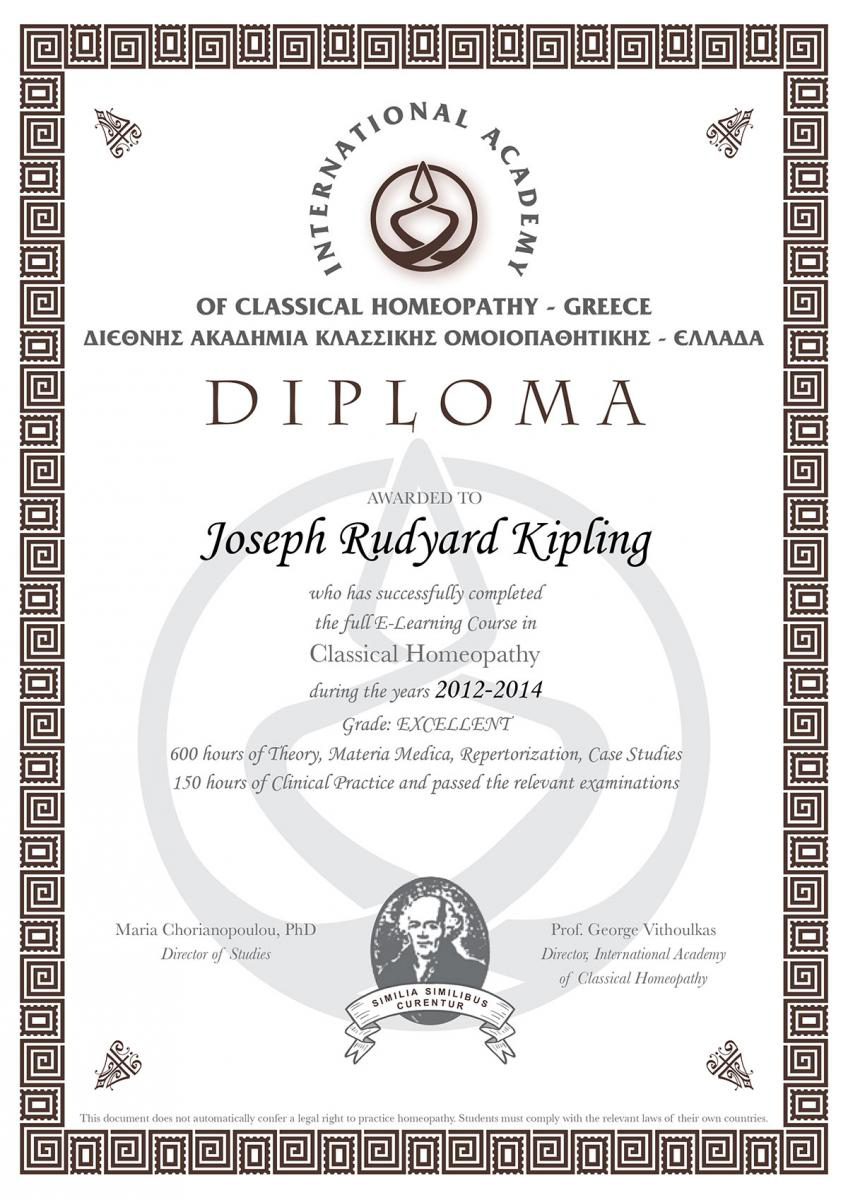 INTERNATIONAL ACADEMY
OF CLASSICAL HOMEOPATHY - GREECE
ΔΙЄΘΝΗΣ ΑΚΑΔΗΜΙΑ ΚΛΑΣΣΙΚΗΣ ΟΜΟΙΟΠΑΘΗΤΙΚΗΣ - ЄΛΛΑΔΑ
DIPLOMA
AWARDED TO
Joseph Rudyard Kipling
who has successfully completed
the full E-Learning Course in
Classical Homeopathy
during the years 2012-2014
Grade: EXCELLENT
600 hours of Theory, Materia Medica, Repertorization, Case Studies
150 hours of Clinical Practice and passed the relevant examinations
Maria Chorianopoulou, PhD
Director of Studies
SIMILIA SIMILIBUS
CURENTUR
Prof. George Vithoulkas
Director, International Academy
of Classical Homeopathy
This document does not automatically confer a legal right to practice homeopathy. Students must comply with the relevant laws of their own countries.